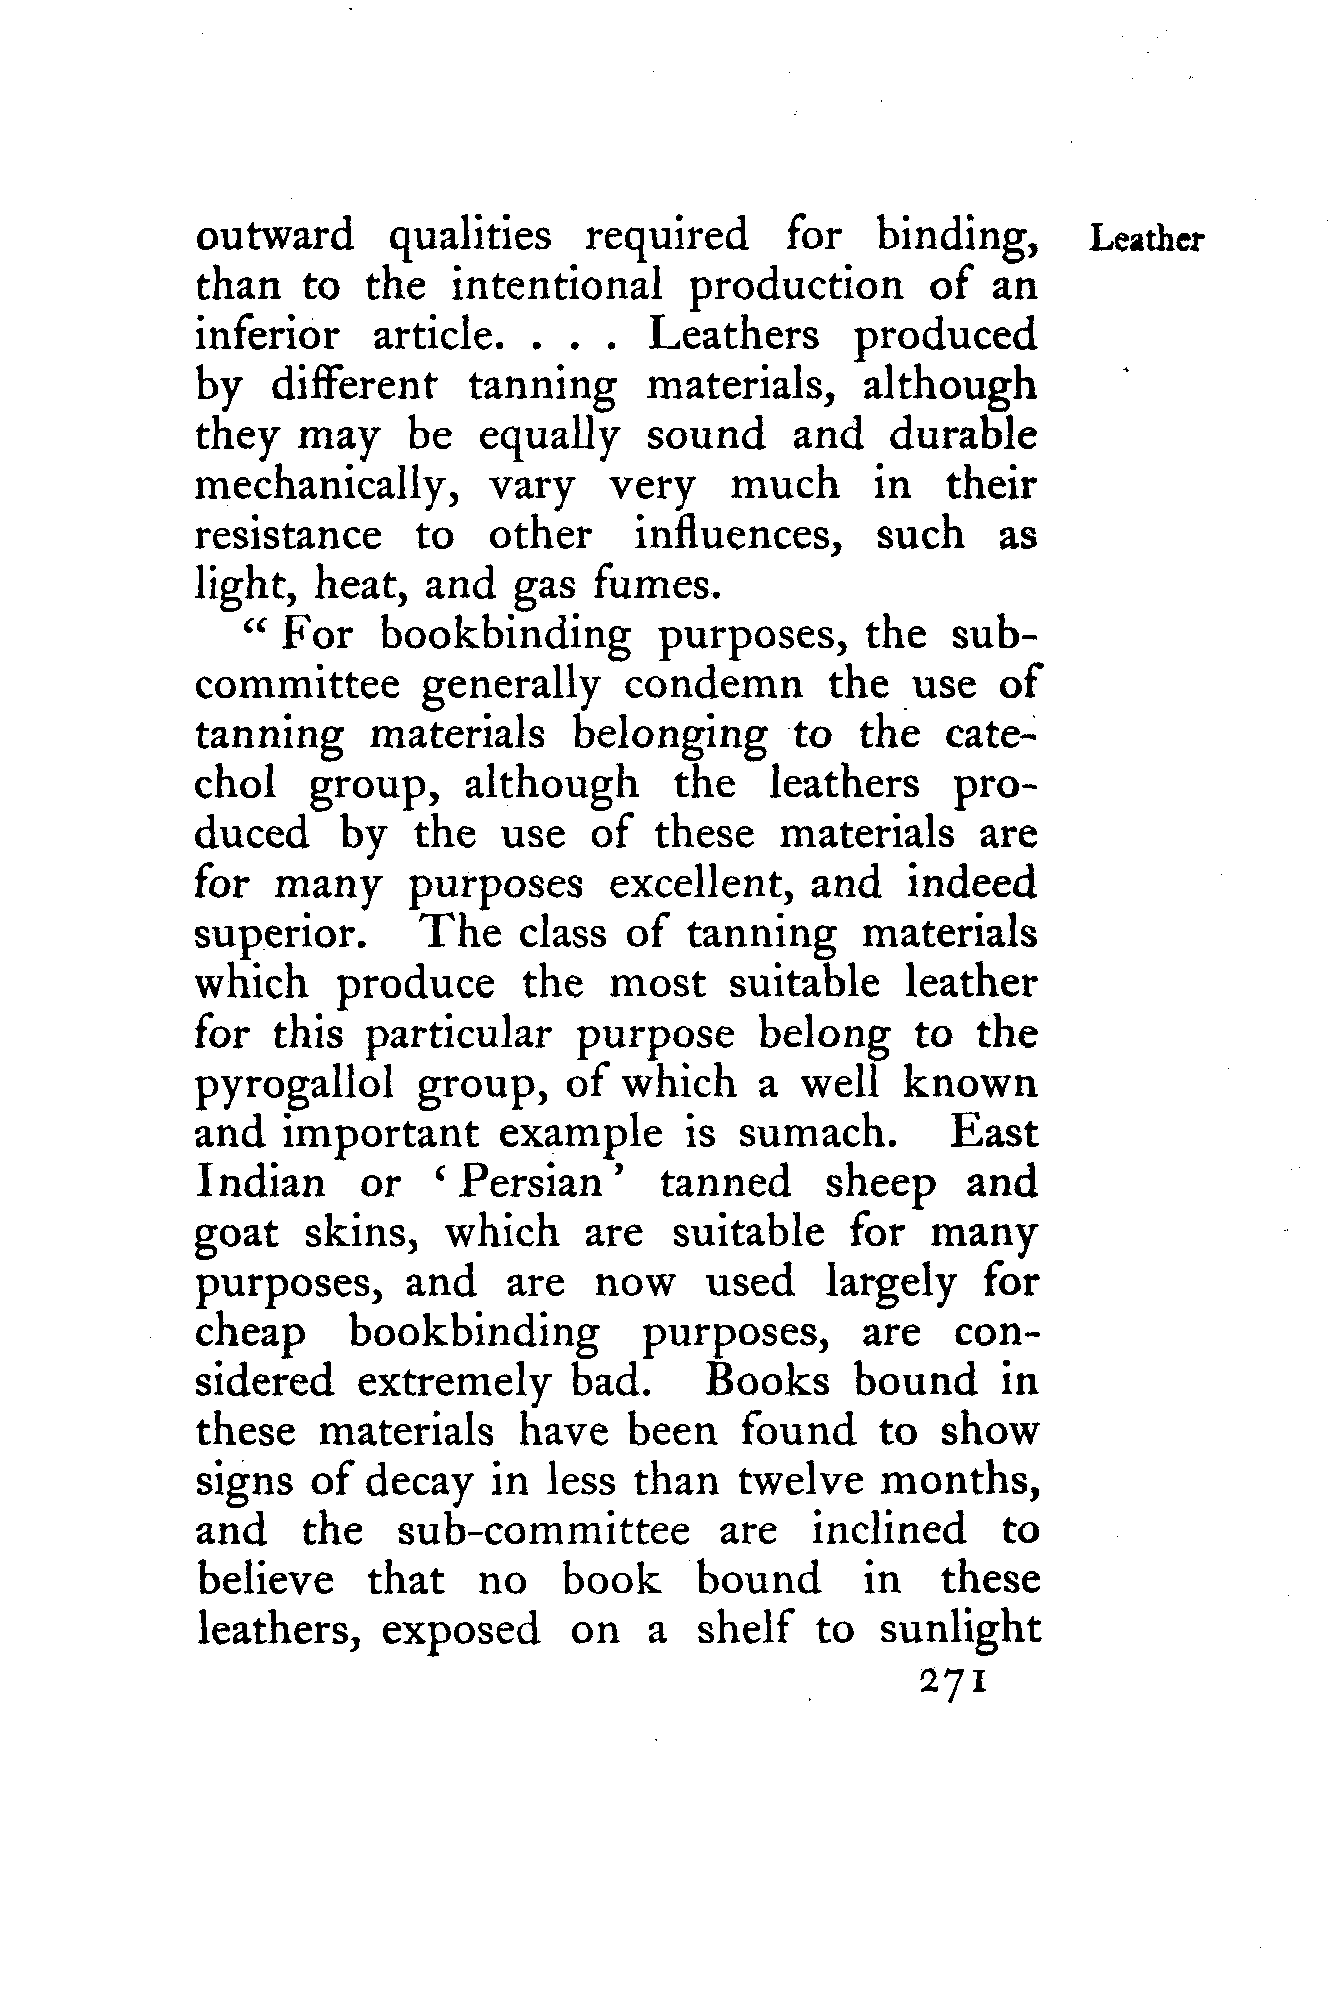 outward qualities required for binding, Leather
than to the intentional production of an
inferior article. . . . Leathers produced
by different tanning materials, although
they may be equally sound and durable
mechanically, vary very much in their
resistance to other influences, such as
light, heat, and gas fumes.
“ For bookbinding purposes, the sub-
committee generally condemn the use of
tanning materials belonging to the cate-
chol group, although the leathers pro-
duced by the use of these materials are
for many purposes excellent, and indeed
superior. The class of tanning materials
which produce the most suitable leather
for this particular purpose belong to the
pyrogallol group, of which a well known
and important example is sumach. East
Indian or ‘ Persian ’ tanned sheep and
goat skins, which are suitable for many
purposes, and are now used largely for
cheap bookbinding purposes, are con-
sidered extremely bad. Books bound in
these materials have been found to show
signs of decay in less than twelve months,
and the sub-committee are inclined to
believe that no book bound in these
leathers, exposed on a shelf to sunlight
271